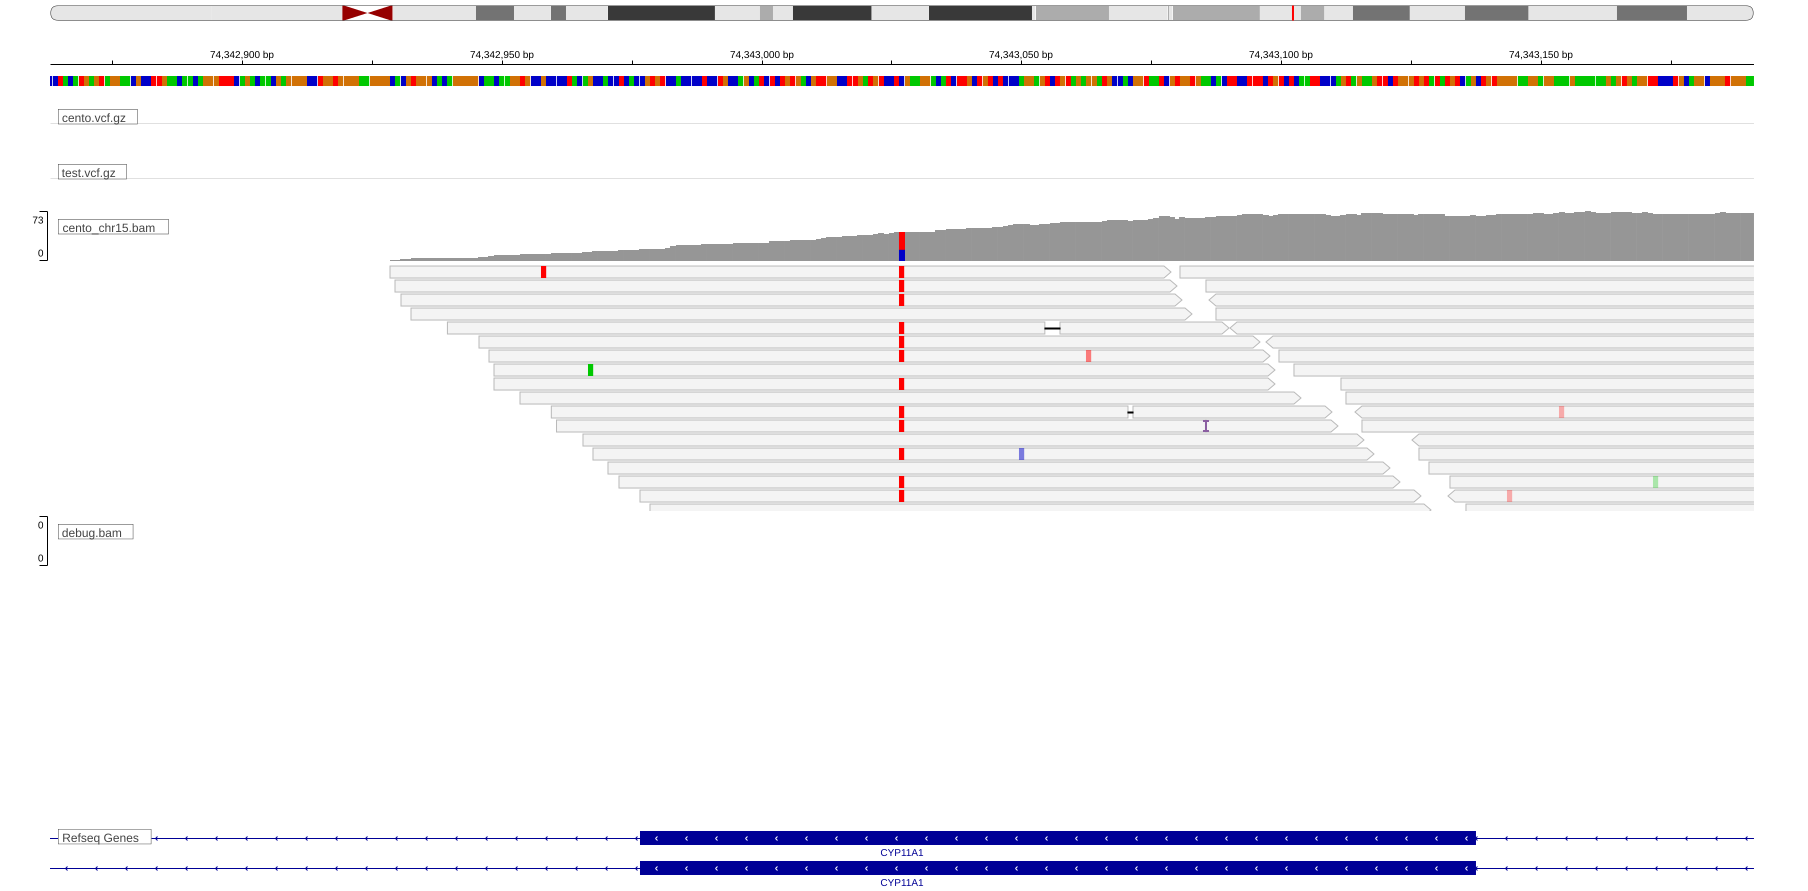 74,342,900 bp
74,342,950 bp
74,343,000 bp
74,343,050 bp
74,343,100 bp
74,343,150 bp
cento.vcf.gz
test.vcf.gz
73
cento_chr15.bam
0
0
debug.bam
0
Refseq Genes
CYP11A1
CYP11A1